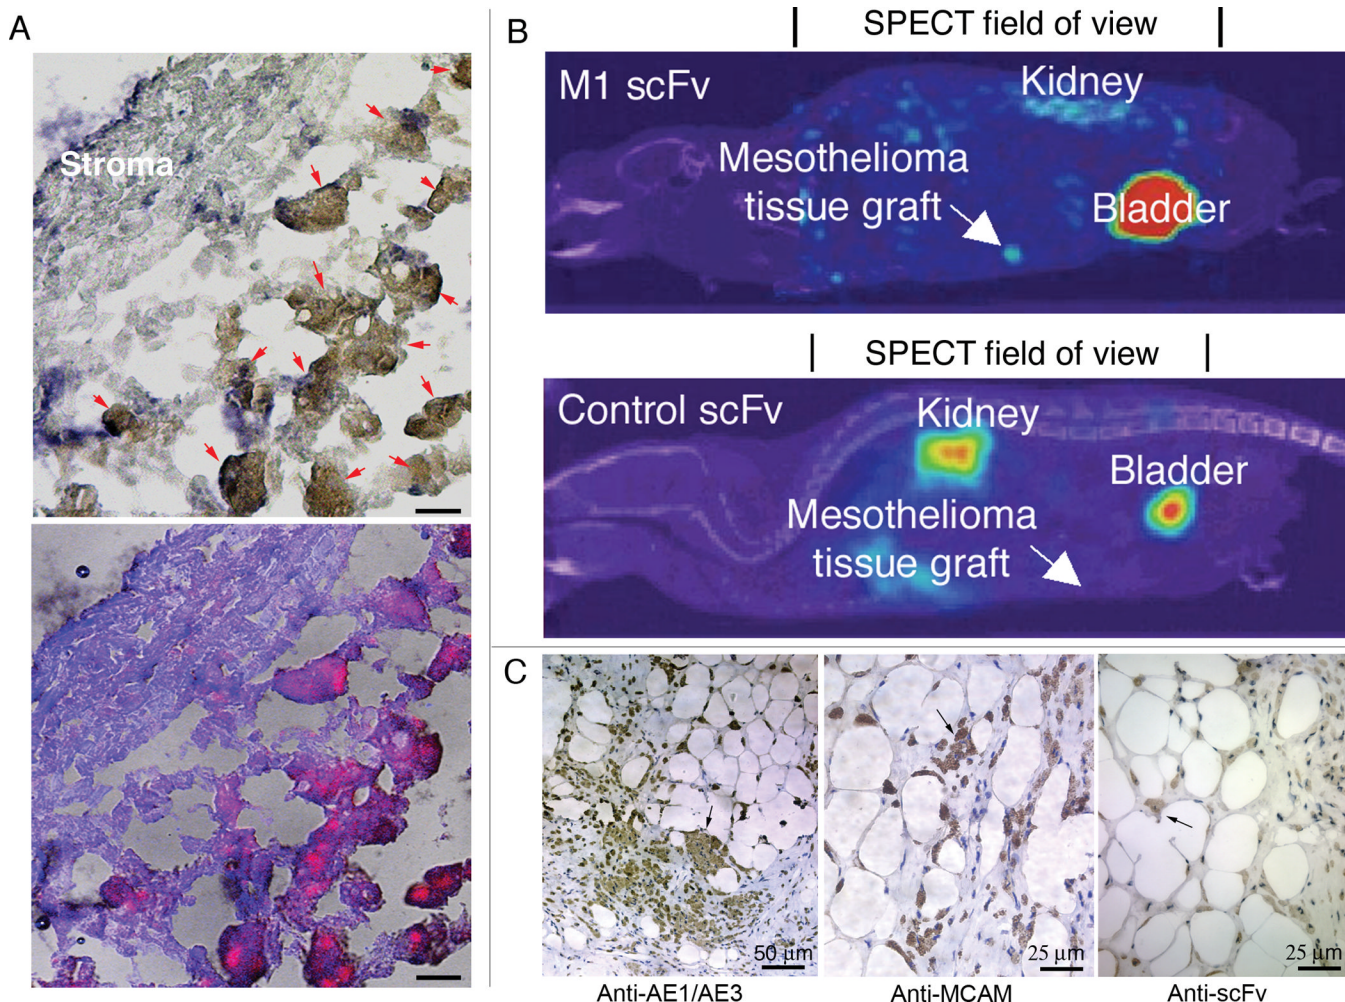 A
Stroma
B
SPECT field of view
M1 scFv
Kidney
Mesothelioma
tissue graft
Bladder
SPECT field of view
Control scFv
Kidney
Bladder
Mesothelioma
tissue graft
C
50 µm
25 µm
25 µm
Anti-AE1/AE3
Anti-MCAM
Anti-scFv